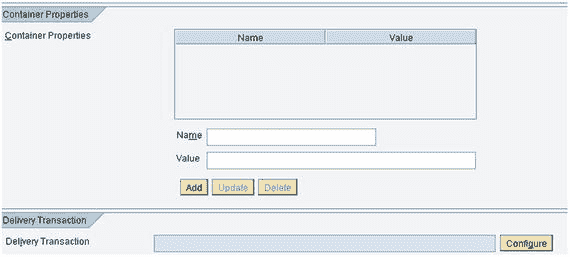 Container Properties
Container Properties
Name Value
Name
Value
Add Update Delete
Delivery Transaction
Delivery Transaction Configure